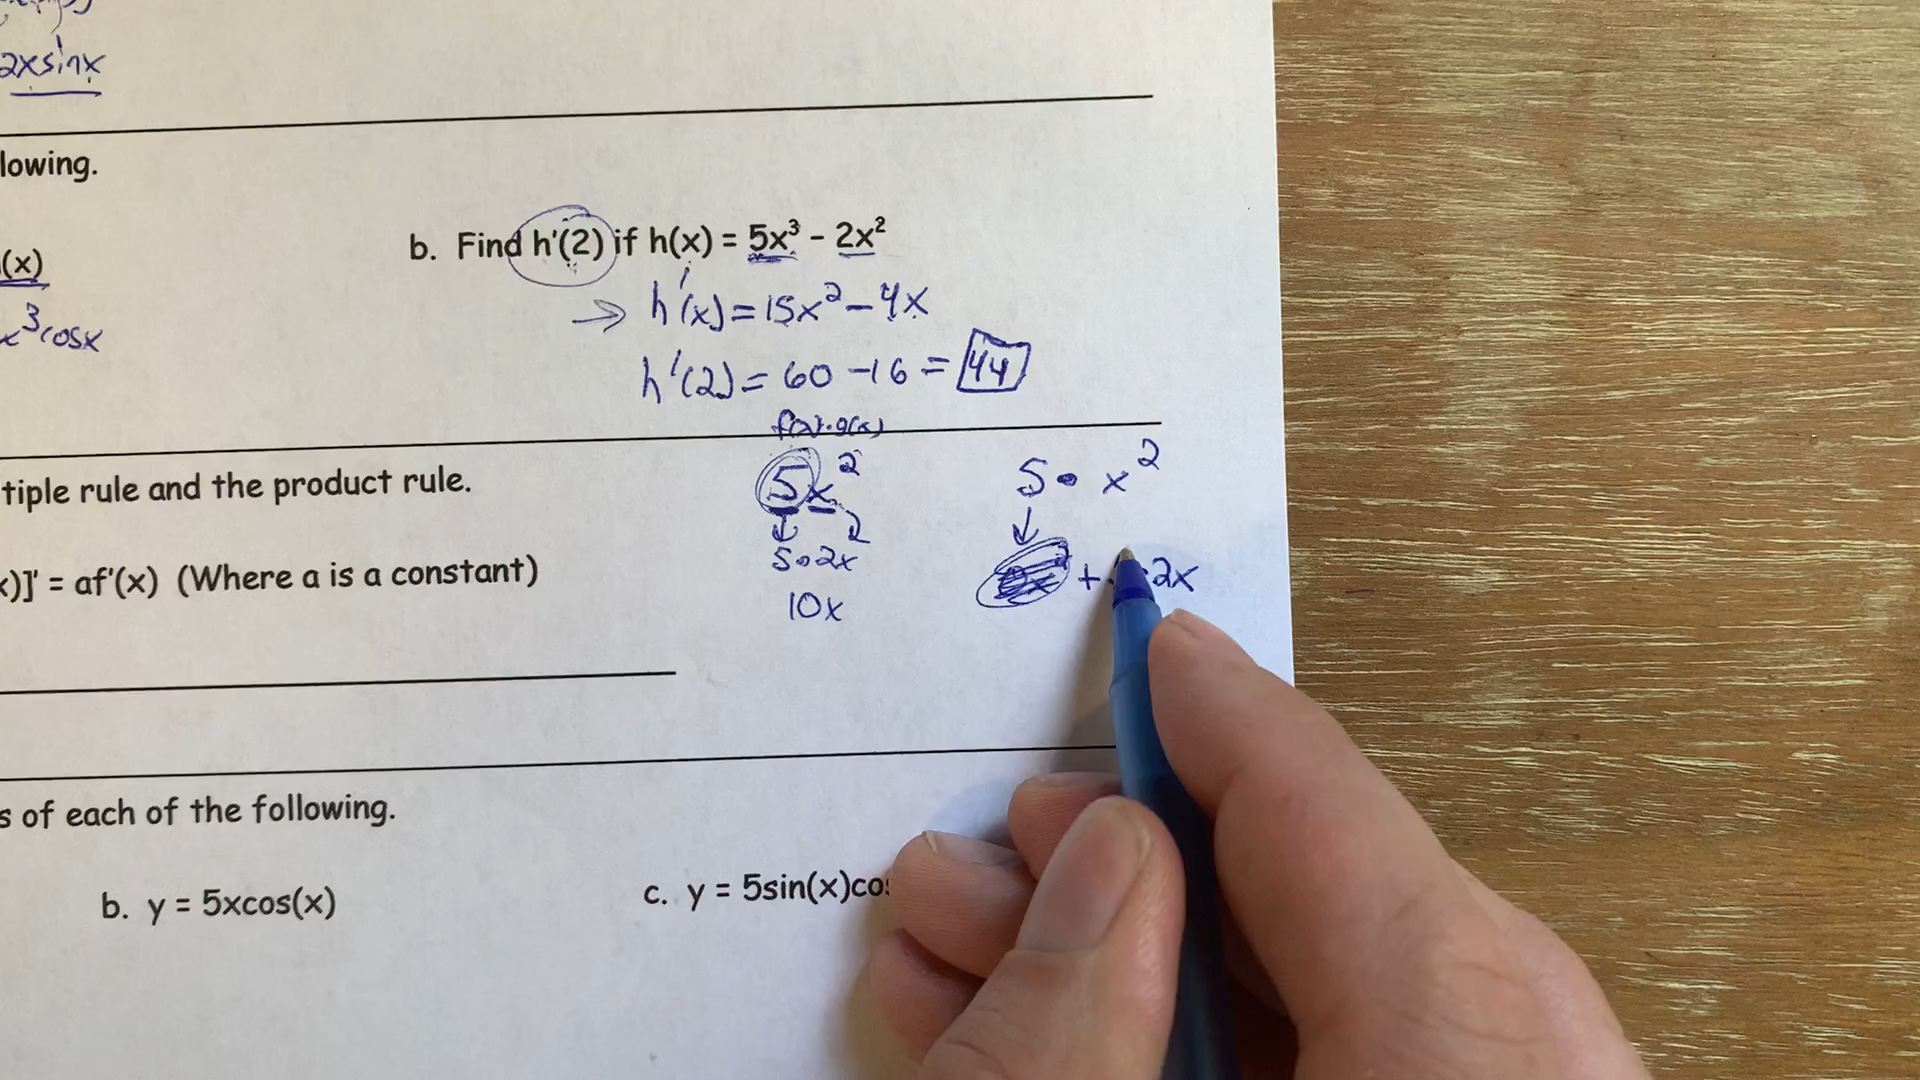 2xsinx
lowing.
b. Find h'(2) if h(x) = 5x³ - 2x²
(x)
h'(x) = 15x² - 4x
x³cosx
h'(2) = 60 - 16 = 44
f(x)·g(x)
tiple rule and the product rule.
5x²
5 · x²
5·2x
x)]' = af'(x) (Where a is a constant)
+ ·2x
10x
s of each of the following.
b. y = 5xcos(x)
c. y = 5sin(x)co